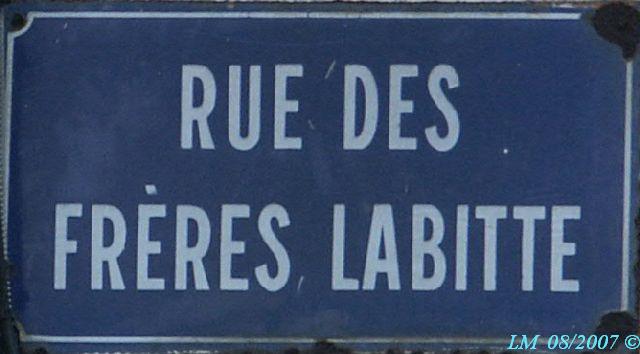 RUE DES
FRÈRES LABITTE
LM 08/2007 ©